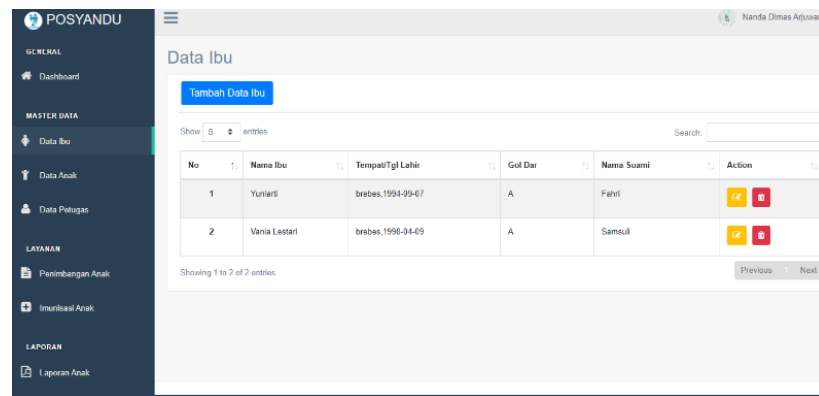 POSYANDU
Nanda Dimas Arjuwan
GENERAL
Dashboard
MASTER DATA
Data Ibu
Data Anak
Data Petugas
LAYANAN
Penimbangan Anak
Imunisasi Anak
LAPORAN
Laporan Anak
Data Ibu
Tambah Data Ibu
Show 5 entries
Search:
No Nama Ibu Tempat/Tgl Lahir Gol Dar Nama Suami Action
1 Yuniarti brebes,1994-09-07 A Fahri
2 Vania Lestari brebes,1998-04-09 A Samsull
Showing 1 to 2 of 2 entries
Previous 1 Next